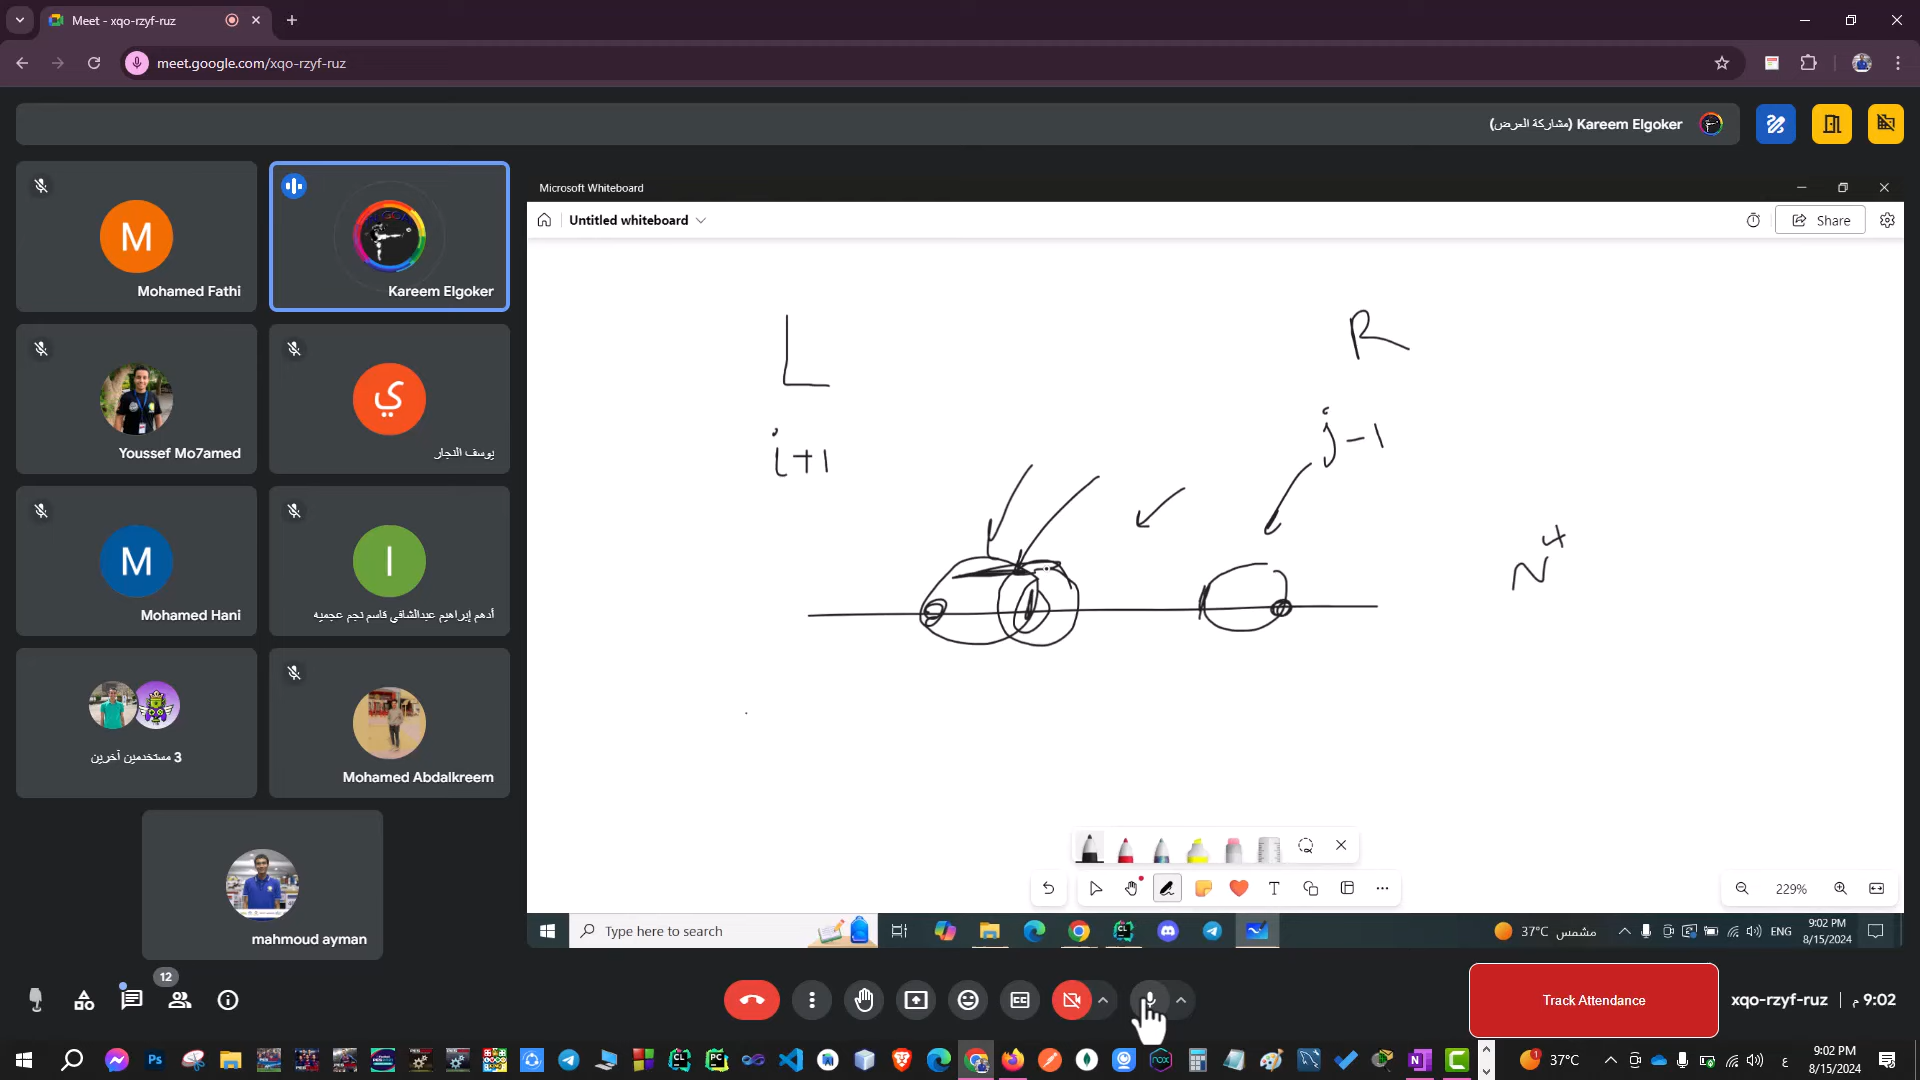 Meet - xqo-rzyf-ruz
meet.google.com/xqo-rzyf-ruz
Kareem Elgoker (مشاركة العرض)
M
Mohamed Fathi
Kareem Elgoker
Youssef Mo7amed
ي
يوسف النجار
M
Mohamed Hani
ا
أدهم إبراهيم عبدالشافي قاسم نجم عجميه
3 مستخدمين آخرين
Mohamed Abdalkreem
mahmoud ayman
Microsoft Whiteboard
Untitled whiteboard
Share
L
R
i+1
j-1
N⁴
229%
Type here to search
37°C مشمس
ENG
9:02 PM
8/15/2024
12
Track Attendance
xqo-rzyf-ruz
9:02 م
37°C
ع
9:02 PM
8/15/2024